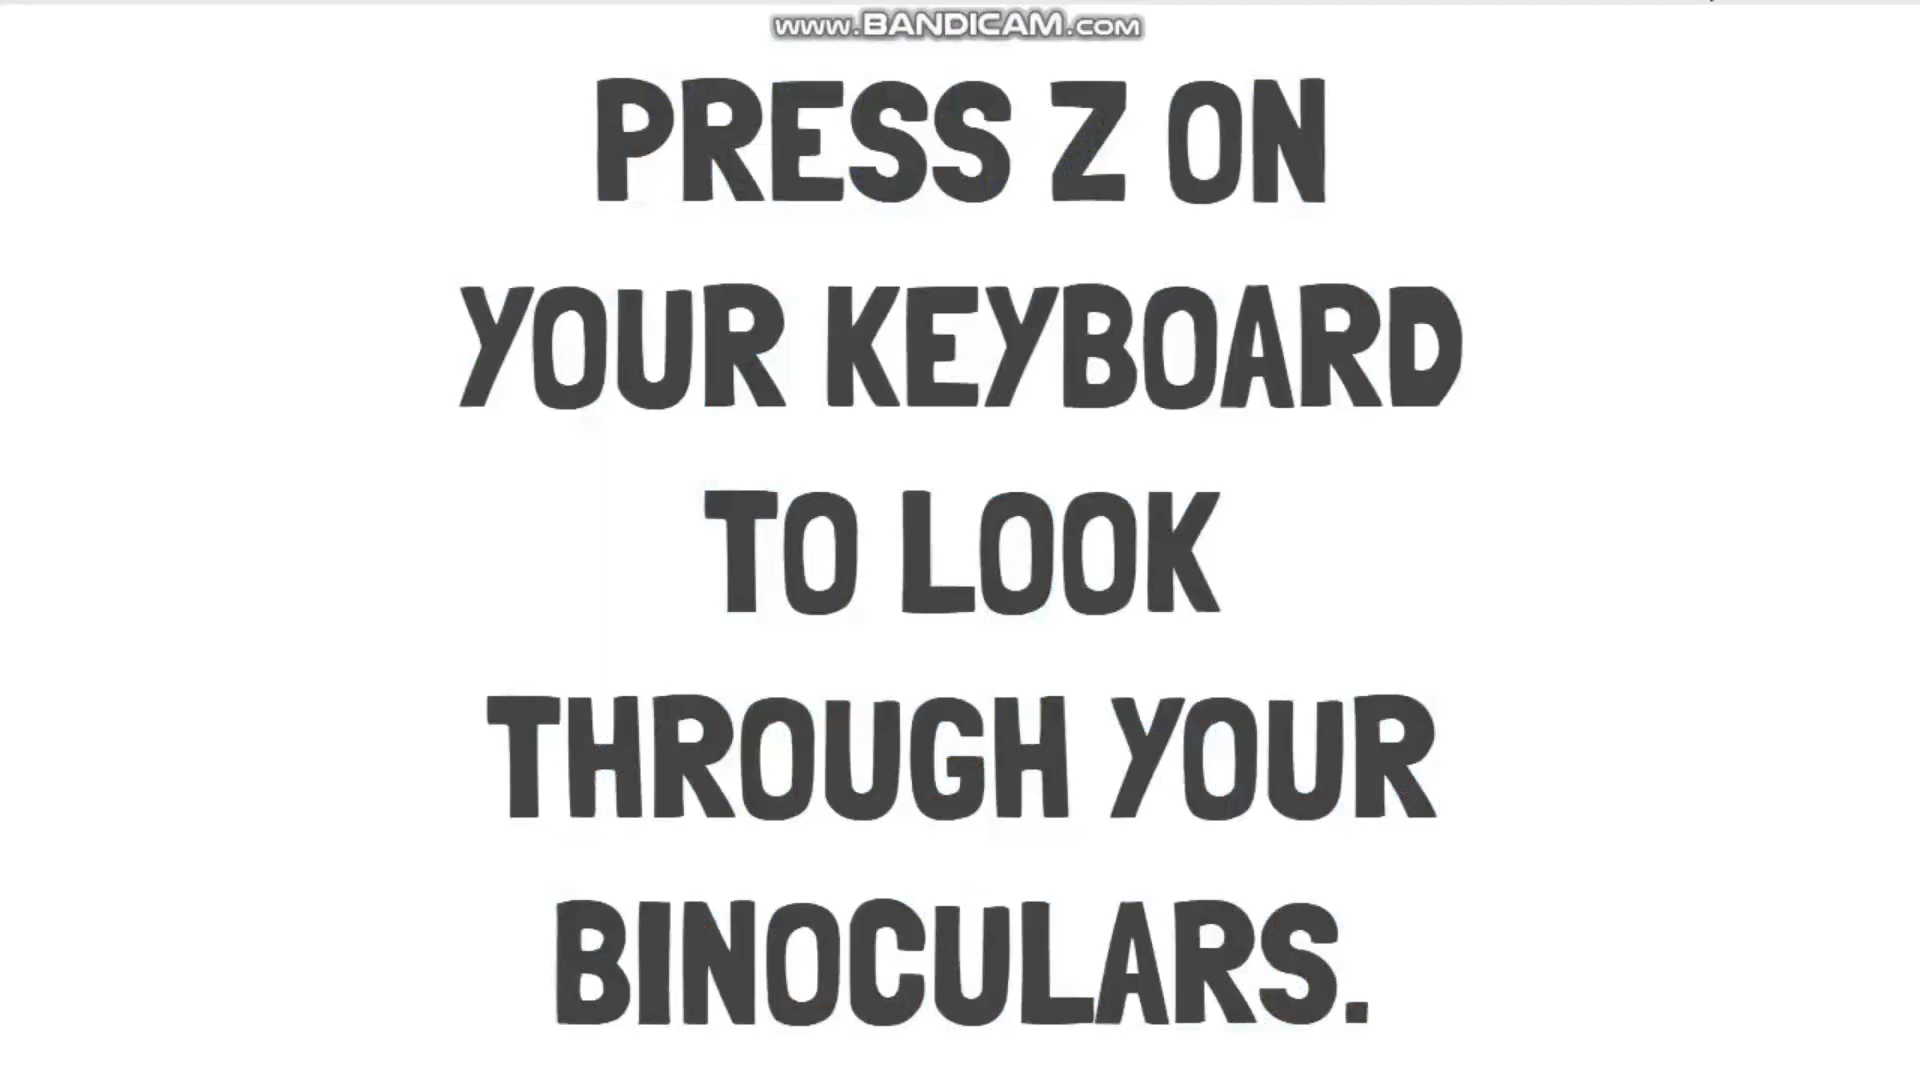 www.BANDICAM.com
PRESS Z ON
YOUR KEYBOARD
TO LOOK
THROUGH YOUR
BINOCULARS.